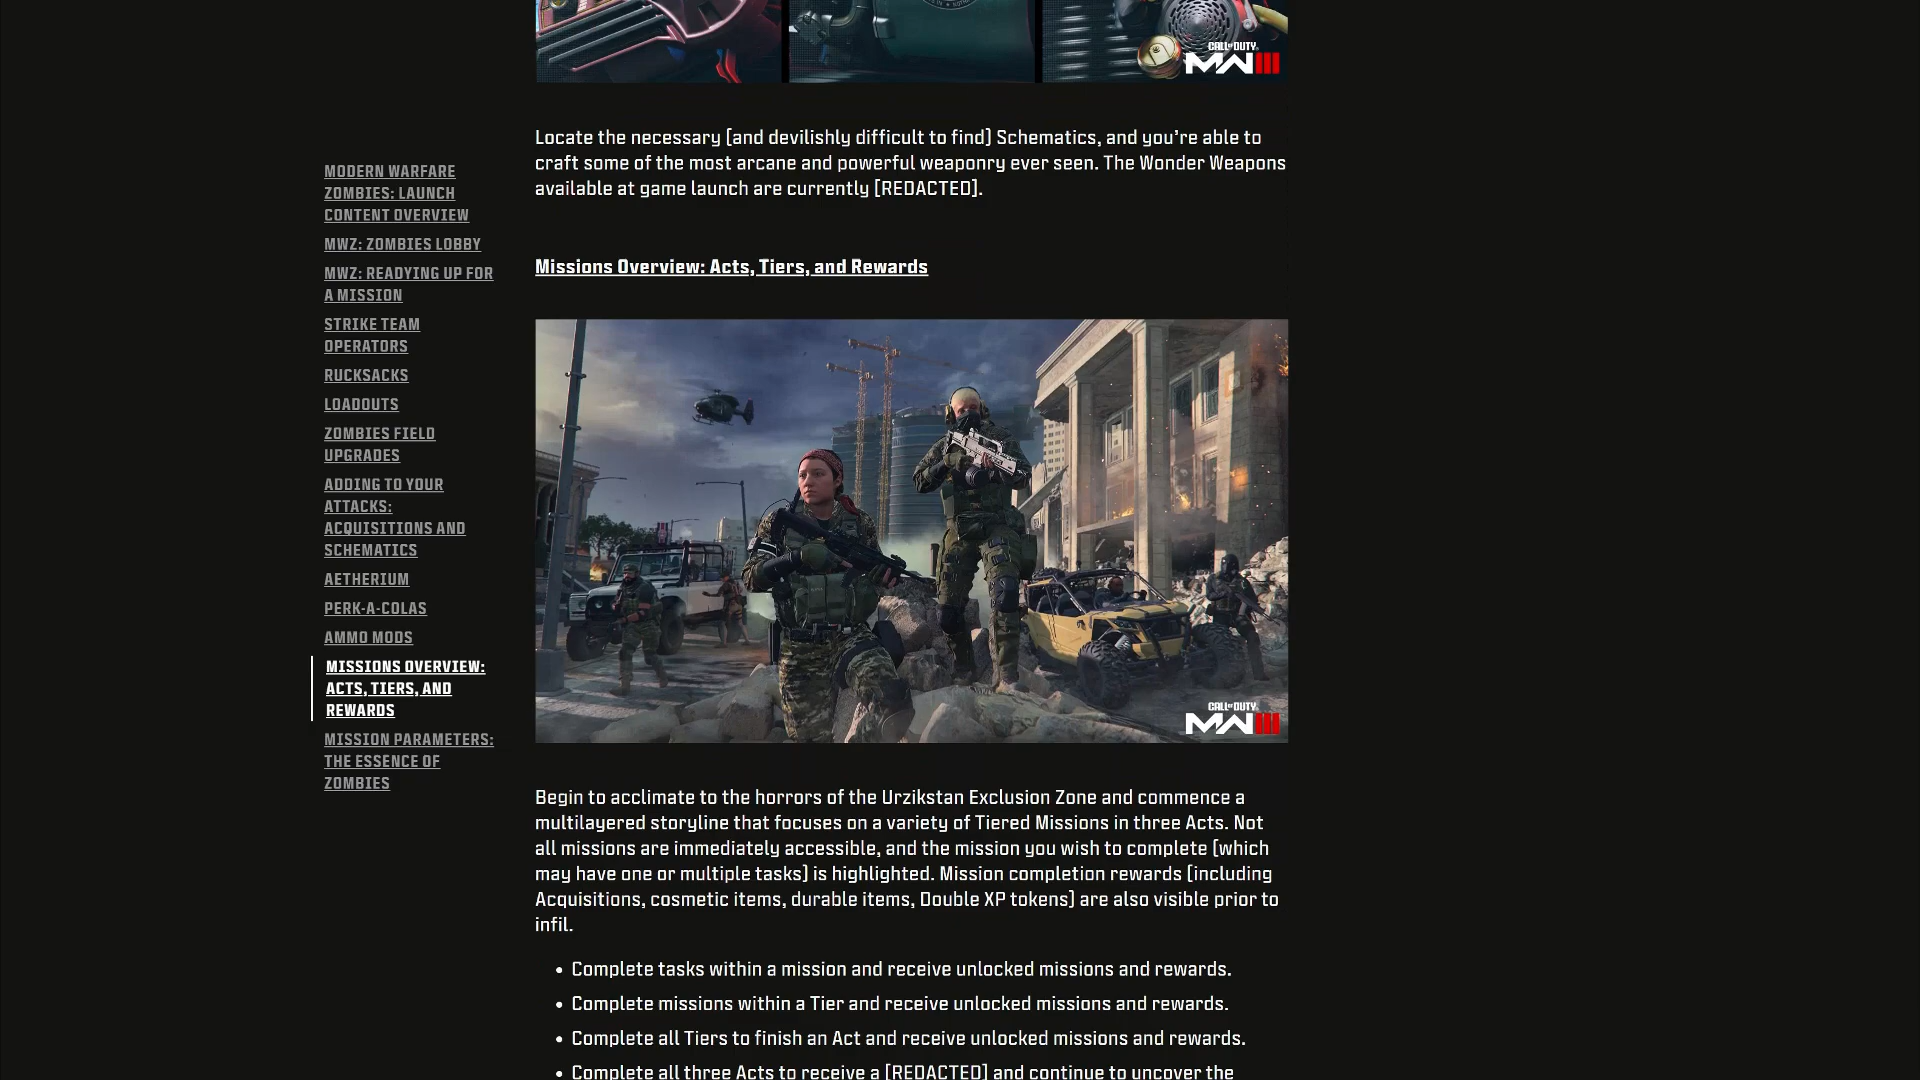 CALL OF DUTY
MWIII
Locate the necessary (and devilishly difficult to find) Schematics, and you're able to
craft some of the most arcane and powerful weaponry ever seen. The Wonder Weapons
available at game launch are currently [REDACTED].
MODERN WARFARE
ZOMBIES: LAUNCH
CONTENT OVERVIEW
MWZ: ZOMBIES LOBBY
MWZ: READYING UP FOR
A MISSION
STRIKE TEAM
OPERATORS
RUCKSACKS
LOADOUTS
ZOMBIES FIELD
UPGRADES
ADDING TO YOUR
ATTACKS:
ACQUISITIONS AND
SCHEMATICS
AETHERIUM
PERK-A-COLAS
AMMO MODS
MISSIONS OVERVIEW:
ACTS, TIERS, AND
REWARDS
MISSION PARAMETERS:
THE ESSENCE OF
ZOMBIES
Missions Overview: Acts, Tiers, and Rewards
CALL OF DUTY
MWIII
Begin to acclimate to the horrors of the Urzikstan Exclusion Zone and commence a
multilayered storyline that focuses on a variety of Tiered Missions in three Acts. Not
all missions are immediately accessible, and the mission you wish to complete (which
may have one or multiple tasks) is highlighted. Mission completion rewards (including
Acquisitions, cosmetic items, durable items, Double XP tokens) are also visible prior to
infil.
• Complete tasks within a mission and receive unlocked missions and rewards.
• Complete missions within a Tier and receive unlocked missions and rewards.
• Complete all Tiers to finish an Act and receive unlocked missions and rewards.
• Complete all three Acts to receive a [REDACTED] and continue to uncover the